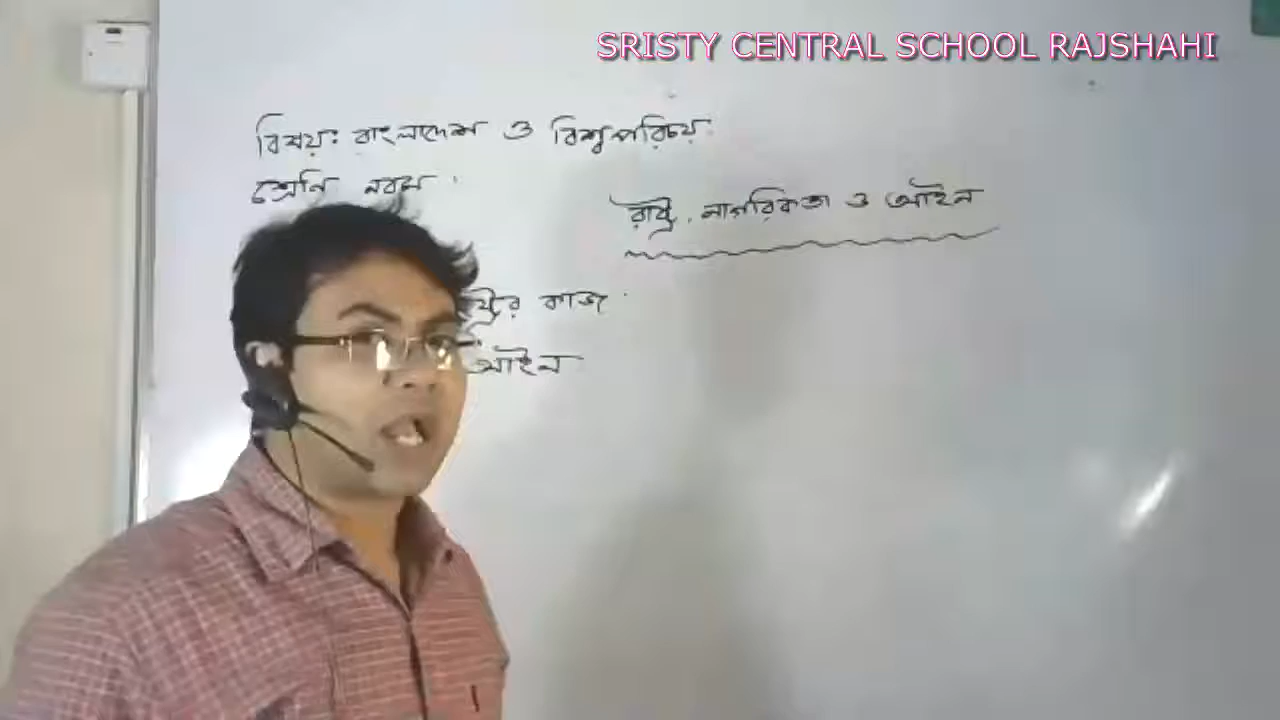 SRISTY CENTRAL SCHOOL RAJSHAHI
বিষয়: বাংলাদেশ ও বিশ্বপরিচয়
শ্রেনি নবম
রাষ্ট্র, নাগরিকতা ও আইন
ষ্ট্রের কাজ
আইন